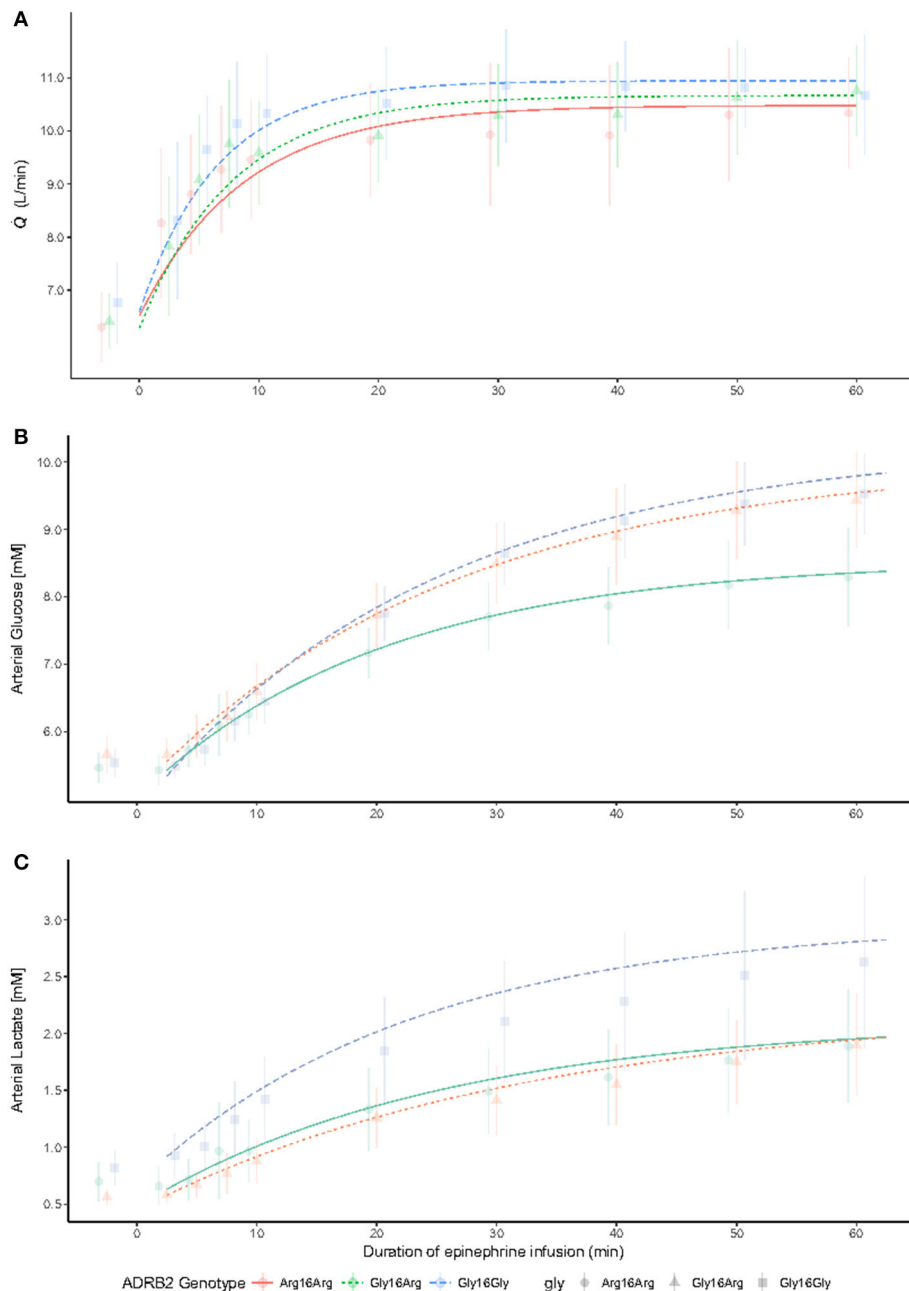 A
11.0
10.0
9.0
8.0
7.0
Q̇ (L/min)
0 10 20 30 40 50 60
B
10.0
9.0
8.0
7.0
6.0
Arterial Glucose [mM]
0 10 20 30 40 50 60
C
3.0
2.5
2.0
1.5
1.0
0.5
Arterial Lactate [mM]
0 10 20 30 40 50 60
Duration of epinephrine infusion (min)
ADRB2 Genotype Arg16Arg Gly16Arg Gly16Gly gly Arg16Arg Gly16Arg Gly16Gly